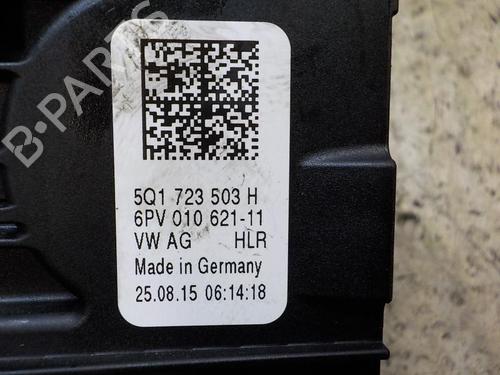 B-PARTS
5Q1 723 503 H
6PV 010 621-11
VW AG HLR
Made in Germany
25.08.15 06:14:18